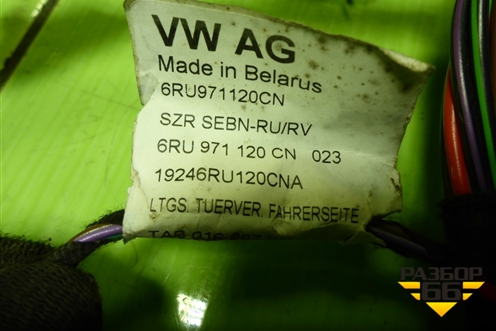 VW AG
Made in Belarus
6RU971120CN
SZR SEBN-RU/RV
6RU 971 120 CN 023
19246RU120CNA
LTGS. TUERVER. FAHRERSEITE
РАЗБОР
66